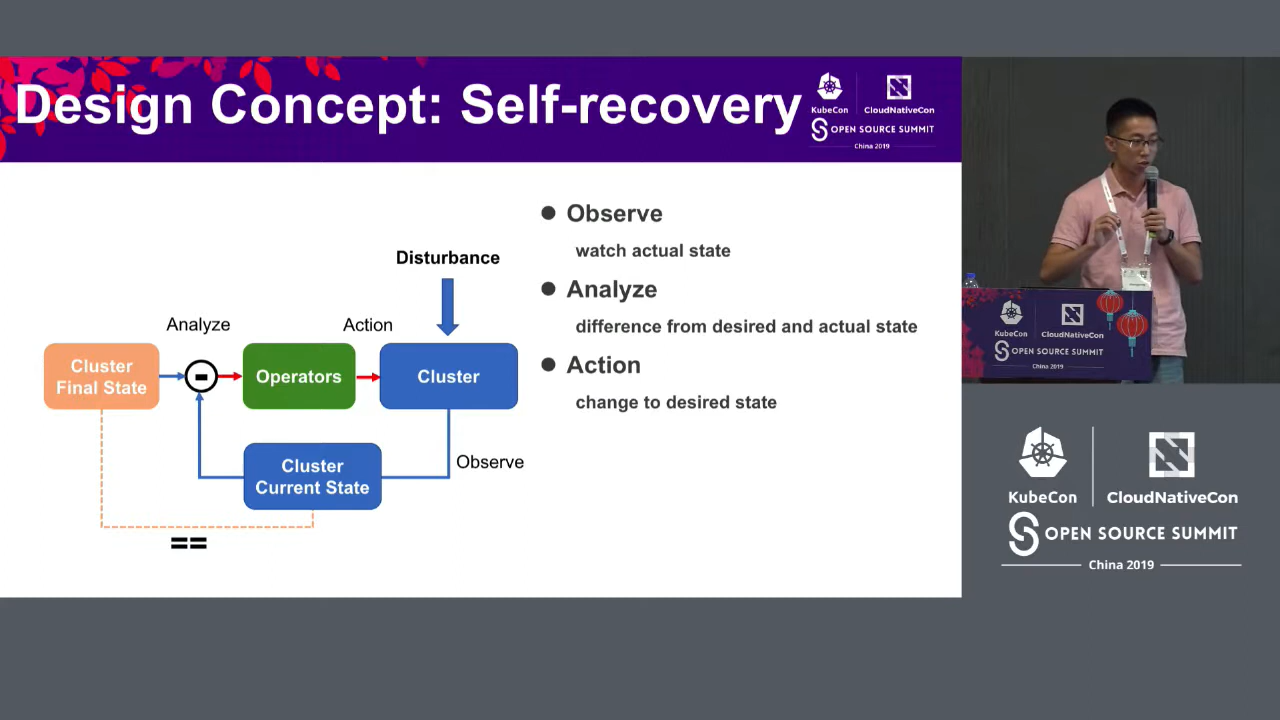 Design Concept: Self-recovery
KubeCon
CloudNativeCon
OPEN SOURCE SUMMIT
China 2019
Observe
watch actual state
Analyze
difference from desired and actual state
Action
change to desired state
Disturbance
Analyze
Action
Cluster
Final State
-
Operators
Cluster
Cluster
Current State
Observe
==
KubeCon
CloudNativeCon
OPEN SOURCE SUMMIT
China 2019
KubeCon
CloudNativeCon
OPEN SOURCE SUMMIT
China 2019